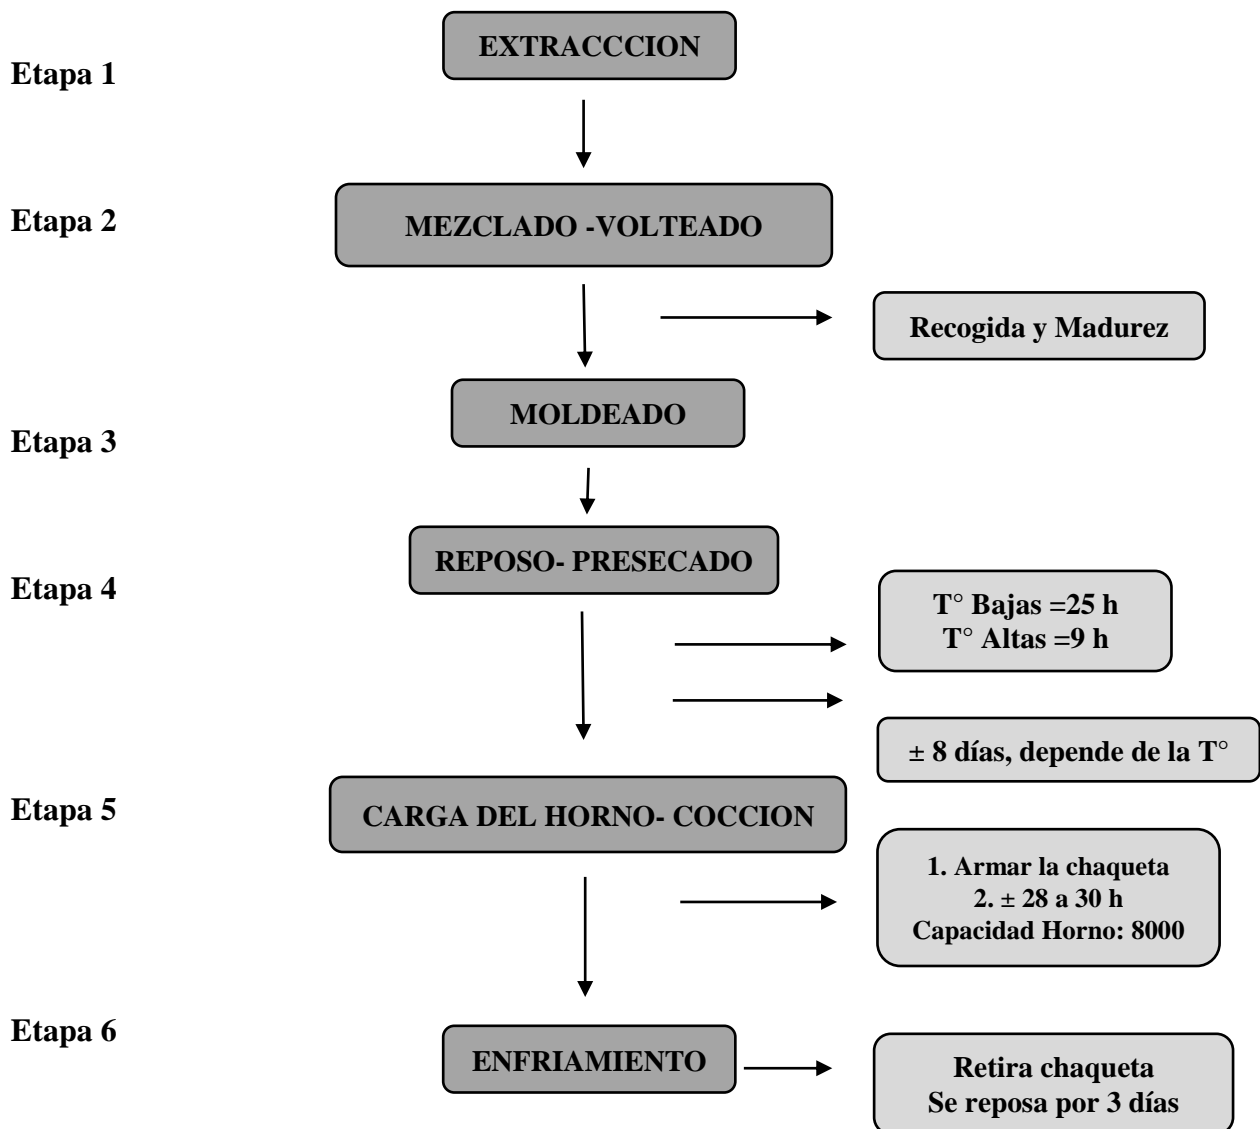 EXTRACCCION
Etapa 1
Etapa 2
MEZCLADO -VOLTEADO
Recogida y Madurez
MOLDEADO
Etapa 3
REPOSO- PRESECADO
Etapa 4
T° Bajas =25 h
T° Altas =9 h
± 8 días, depende de la T°
Etapa 5
CARGA DEL HORNO- COCCION
1. Armar la chaqueta
2. ± 28 a 30 h
Capacidad Horno: 8000
Etapa 6
ENFRIAMIENTO
Retira chaqueta
Se reposa por 3 días